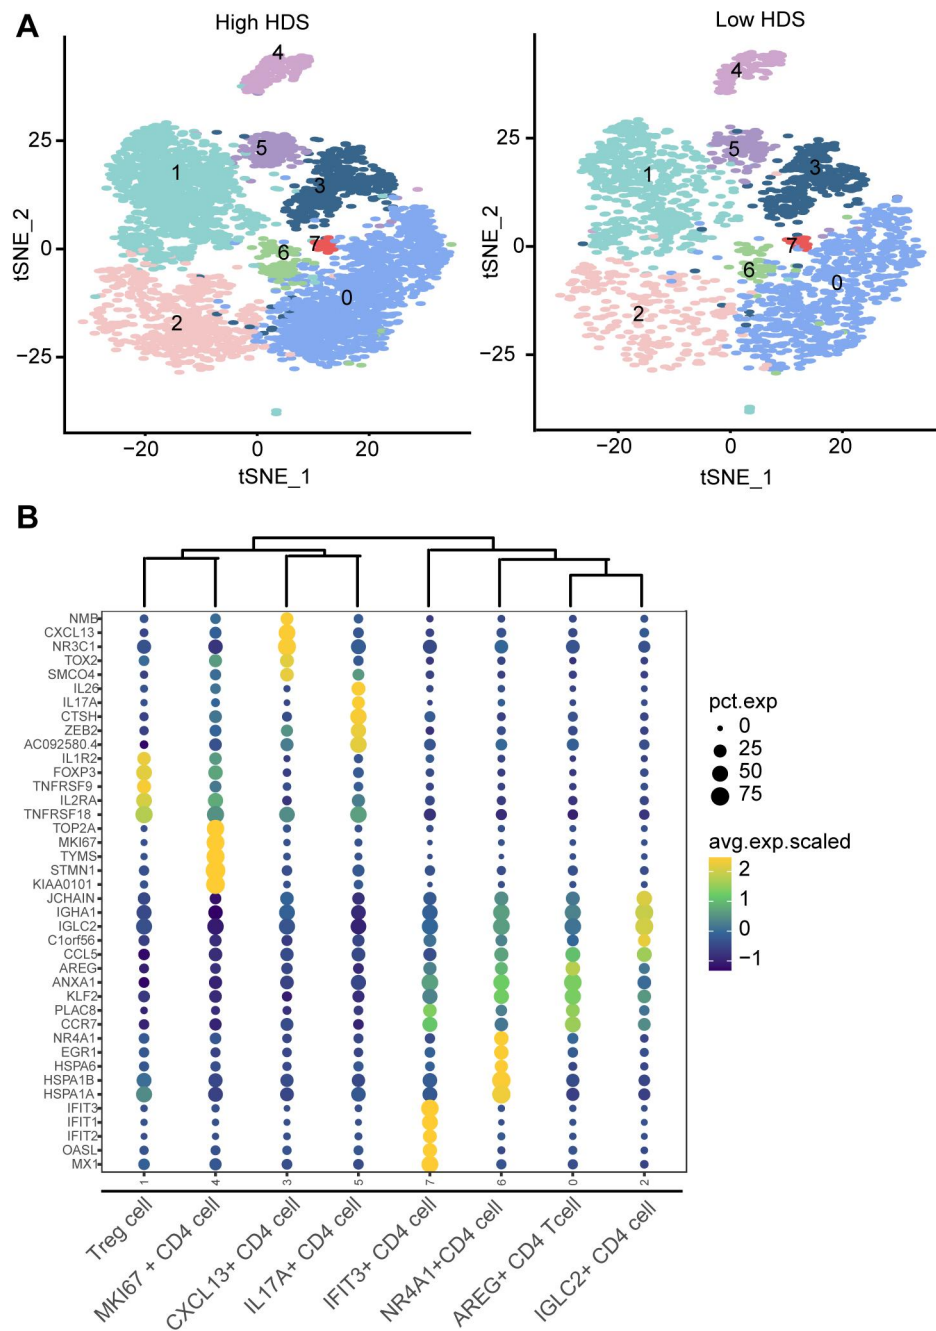 A
High HDS
Low HDS
4
5
1
3
7
6
0
2
25
0
−25
tSNE_2
−20
0
20
tSNE_1
4
5
3
1
7
6
0
2
25
0
−25
tSNE_2
−20
0
20
tSNE_1
B
NMB
CXCL13
NR3C1
TOX2
SMCO4
IL26
IL17A
CTSH
ZEB2
AC092580.4
IL1R2
FOXP3
TNFRSF9
IL2RA
TNFRSF18
TOP2A
MKI67
TYMS
STMN1
KIAA0101
JCHAIN
IGHA1
IGLC2
C1orf56
CCL5
AREG
ANXA1
KLF2
PLAC8
CCR7
NR4A1
EGR1
HSPA6
HSPA1B
HSPA1A
IFIT3
IFIT1
IFIT2
OASL
MX1
pct.exp
0
25
50
75
avg.exp.scaled
2
1
0
−1
1
4
3
5
7
6
0
2
Treg cell
MKI67 + CD4 cell
CXCL13+ CD4 cell
IL17A+ CD4 cell
IFIT3+ CD4 cell
NR4A1+CD4 cell
AREG+ CD4 Tcell
IGLC2+ CD4 cell